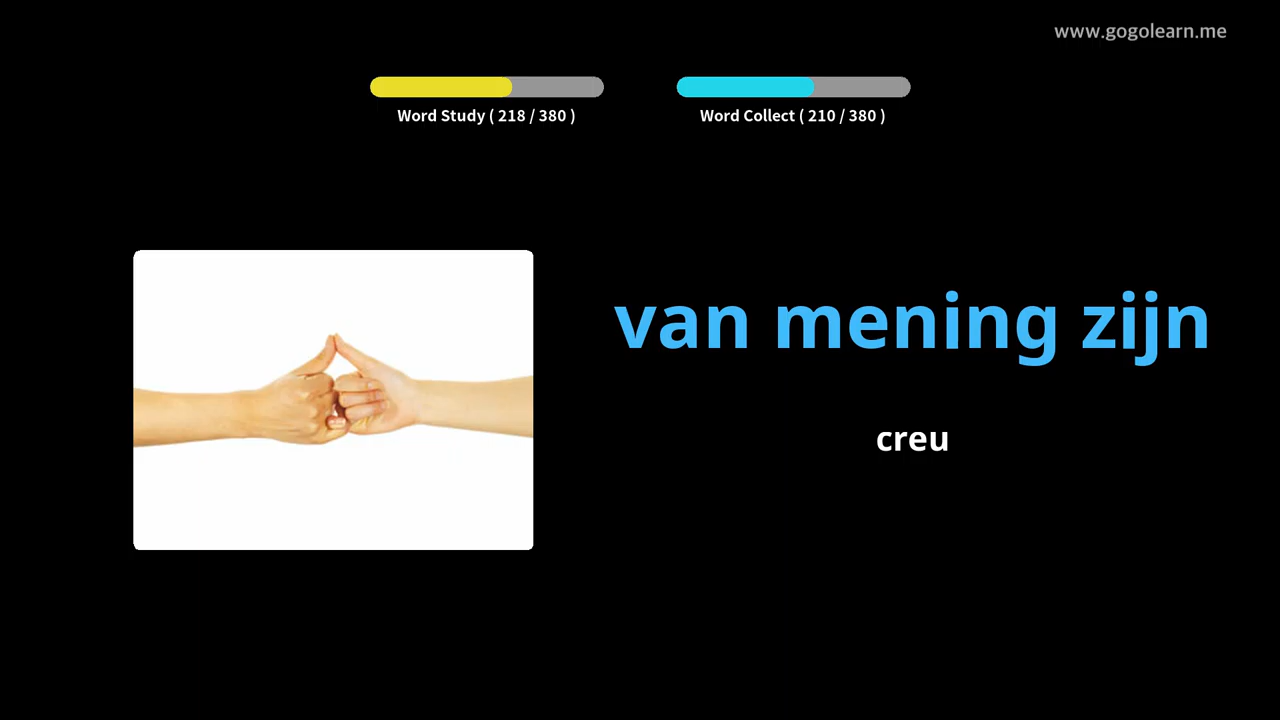 www.gogolearn.me
Word Study ( 218 / 380 )
Word Collect ( 210 / 380 )
van mening zijn
creu